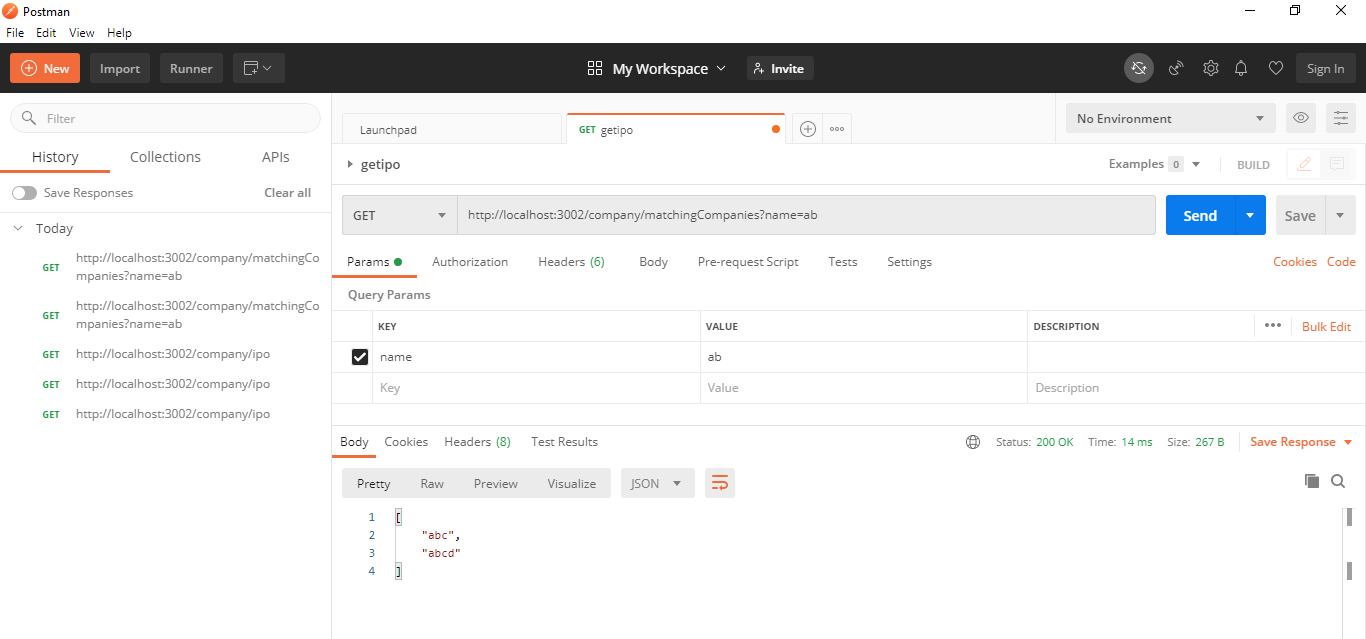 Postman
File Edit View Help
New Import Runner My Workspace Invite Sign In
Filter
History Collections APIs
Save Responses Clear all
Today
GET http://localhost:3002/company/matchingCo
mpanies?name=ab
GET http://localhost:3002/company/matchingCo
mpanies?name=ab
GET http://localhost:3002/company/ipo
GET http://localhost:3002/company/ipo
GET http://localhost:3002/company/ipo
Launchpad GET getipo No Environment
getipo Examples 0 BUILD
GET http://localhost:3002/company/matchingCompanies?name=ab Send Save
Params Authorization Headers (6) Body Pre-request Script Tests Settings Cookies Code
Query Params
KEY VALUE DESCRIPTION Bulk Edit
name ab
Key Value Description
Body Cookies Headers (8) Test Results Status: 200 OK Time: 14 ms Size: 267 B Save Response
Pretty Raw Preview Visualize JSON
1 [
2 "abc",
3 "abcd"
4 ]